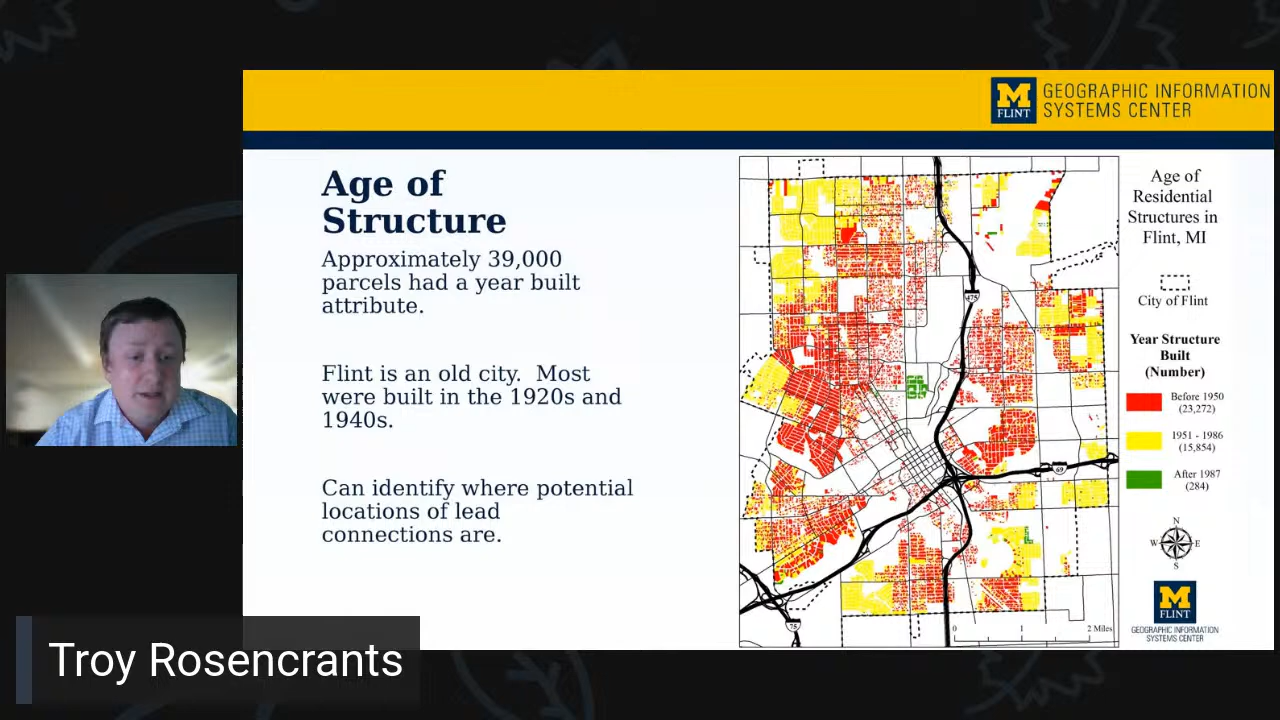 M
FLINT
GEOGRAPHIC INFORMATION
SYSTEMS CENTER
Age of
Structure
Approximately 39,000
parcels had a year built
attribute.
Flint is an old city.  Most
were built in the 1920s and
1940s.
Can identify where potential
locations of lead
connections are.
475
69
75
0
1
2 Miles
Age of
Residential
Structures in
Flint, MI
City of Flint
Year Structure
Built
(Number)
Before 1950
(23,272)
1951 - 1986
(15,854)
After 1987
(284)
N
W
E
S
M
FLINT
GEOGRAPHIC INFORMATION
SYSTEMS CENTER
Troy Rosencrants